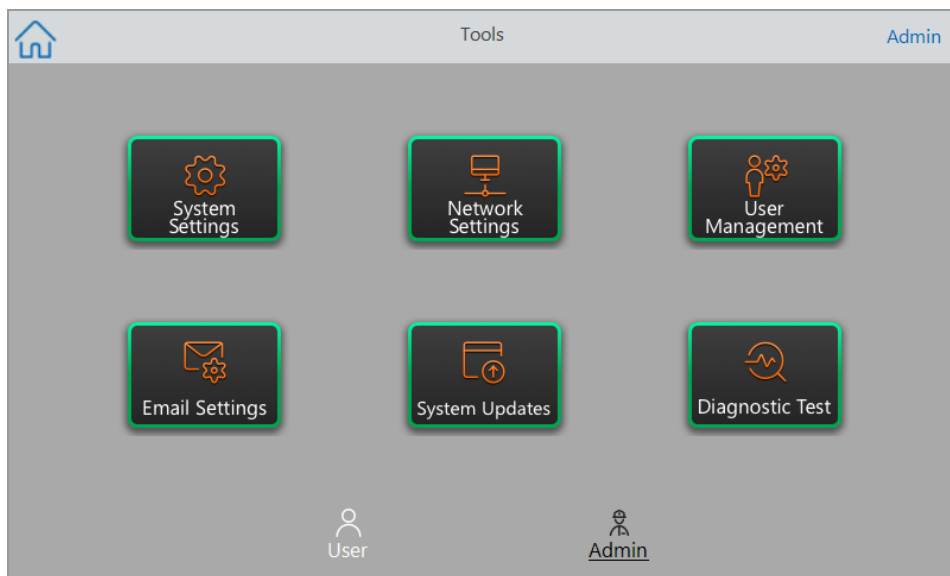 Tools
Admin
System
Settings
Network
Settings
User
Management
Email Settings
System Updates
Diagnostic Test
User
Admin